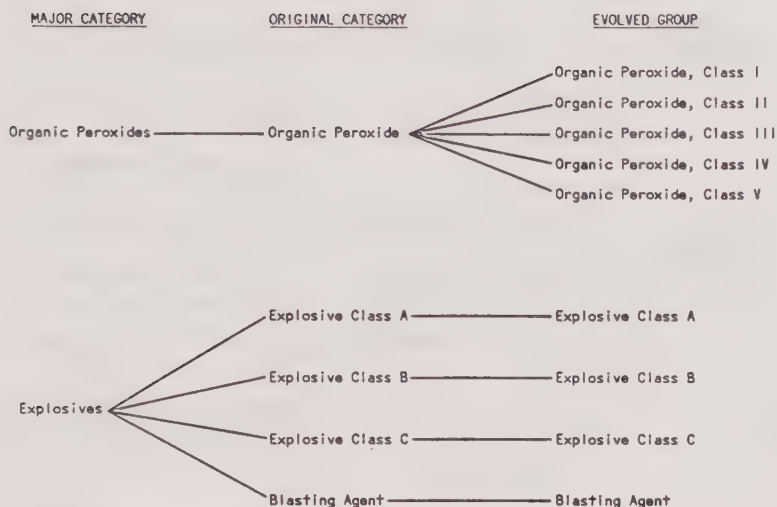 MAJOR CATEGORY ORIGINAL CATEGORY EVOLVED GROUP
Organic Peroxide, Class I
Organic Peroxide, Class II
Organic Peroxides Organic Peroxide Organic Peroxide, Class III
Organic Peroxide, Class IV
Organic Peroxide, Class V
Explosive Class A Explosive Class A
Explosive Class B Explosive Class B
Explosives
Explosive Class C Explosive Class C
Blasting Agent Blasting Agent